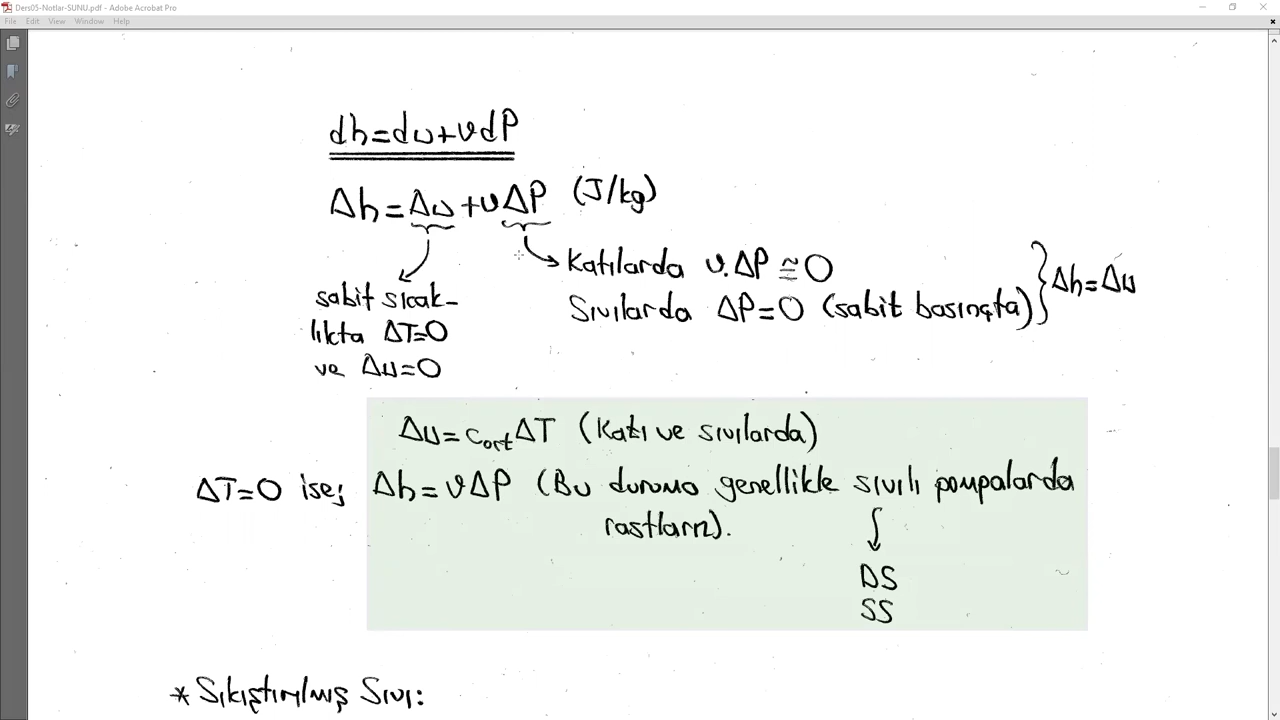 Ders05-Notlar-SUNU.pdf - Adobe Acrobat Pro
File Edit View Window Help
dh=du+vdP
Δh=Δu+vΔP (J/kg)
Katılarda v.ΔP≅0
Sıvılarda ΔP=0 (sabit basınçta)
} Δh=Δu
sabit sıcak-
lıkta ΔT=0
ve Δu=0
Δu=cortΔT (Katı ve sıvılarda)
ΔT=0 ise; Δh=vΔP (Bu duruma genellikle sıvılı pompalarda
rastlarız).
DS
SS
* Sıkıştırılmış Sıvı: